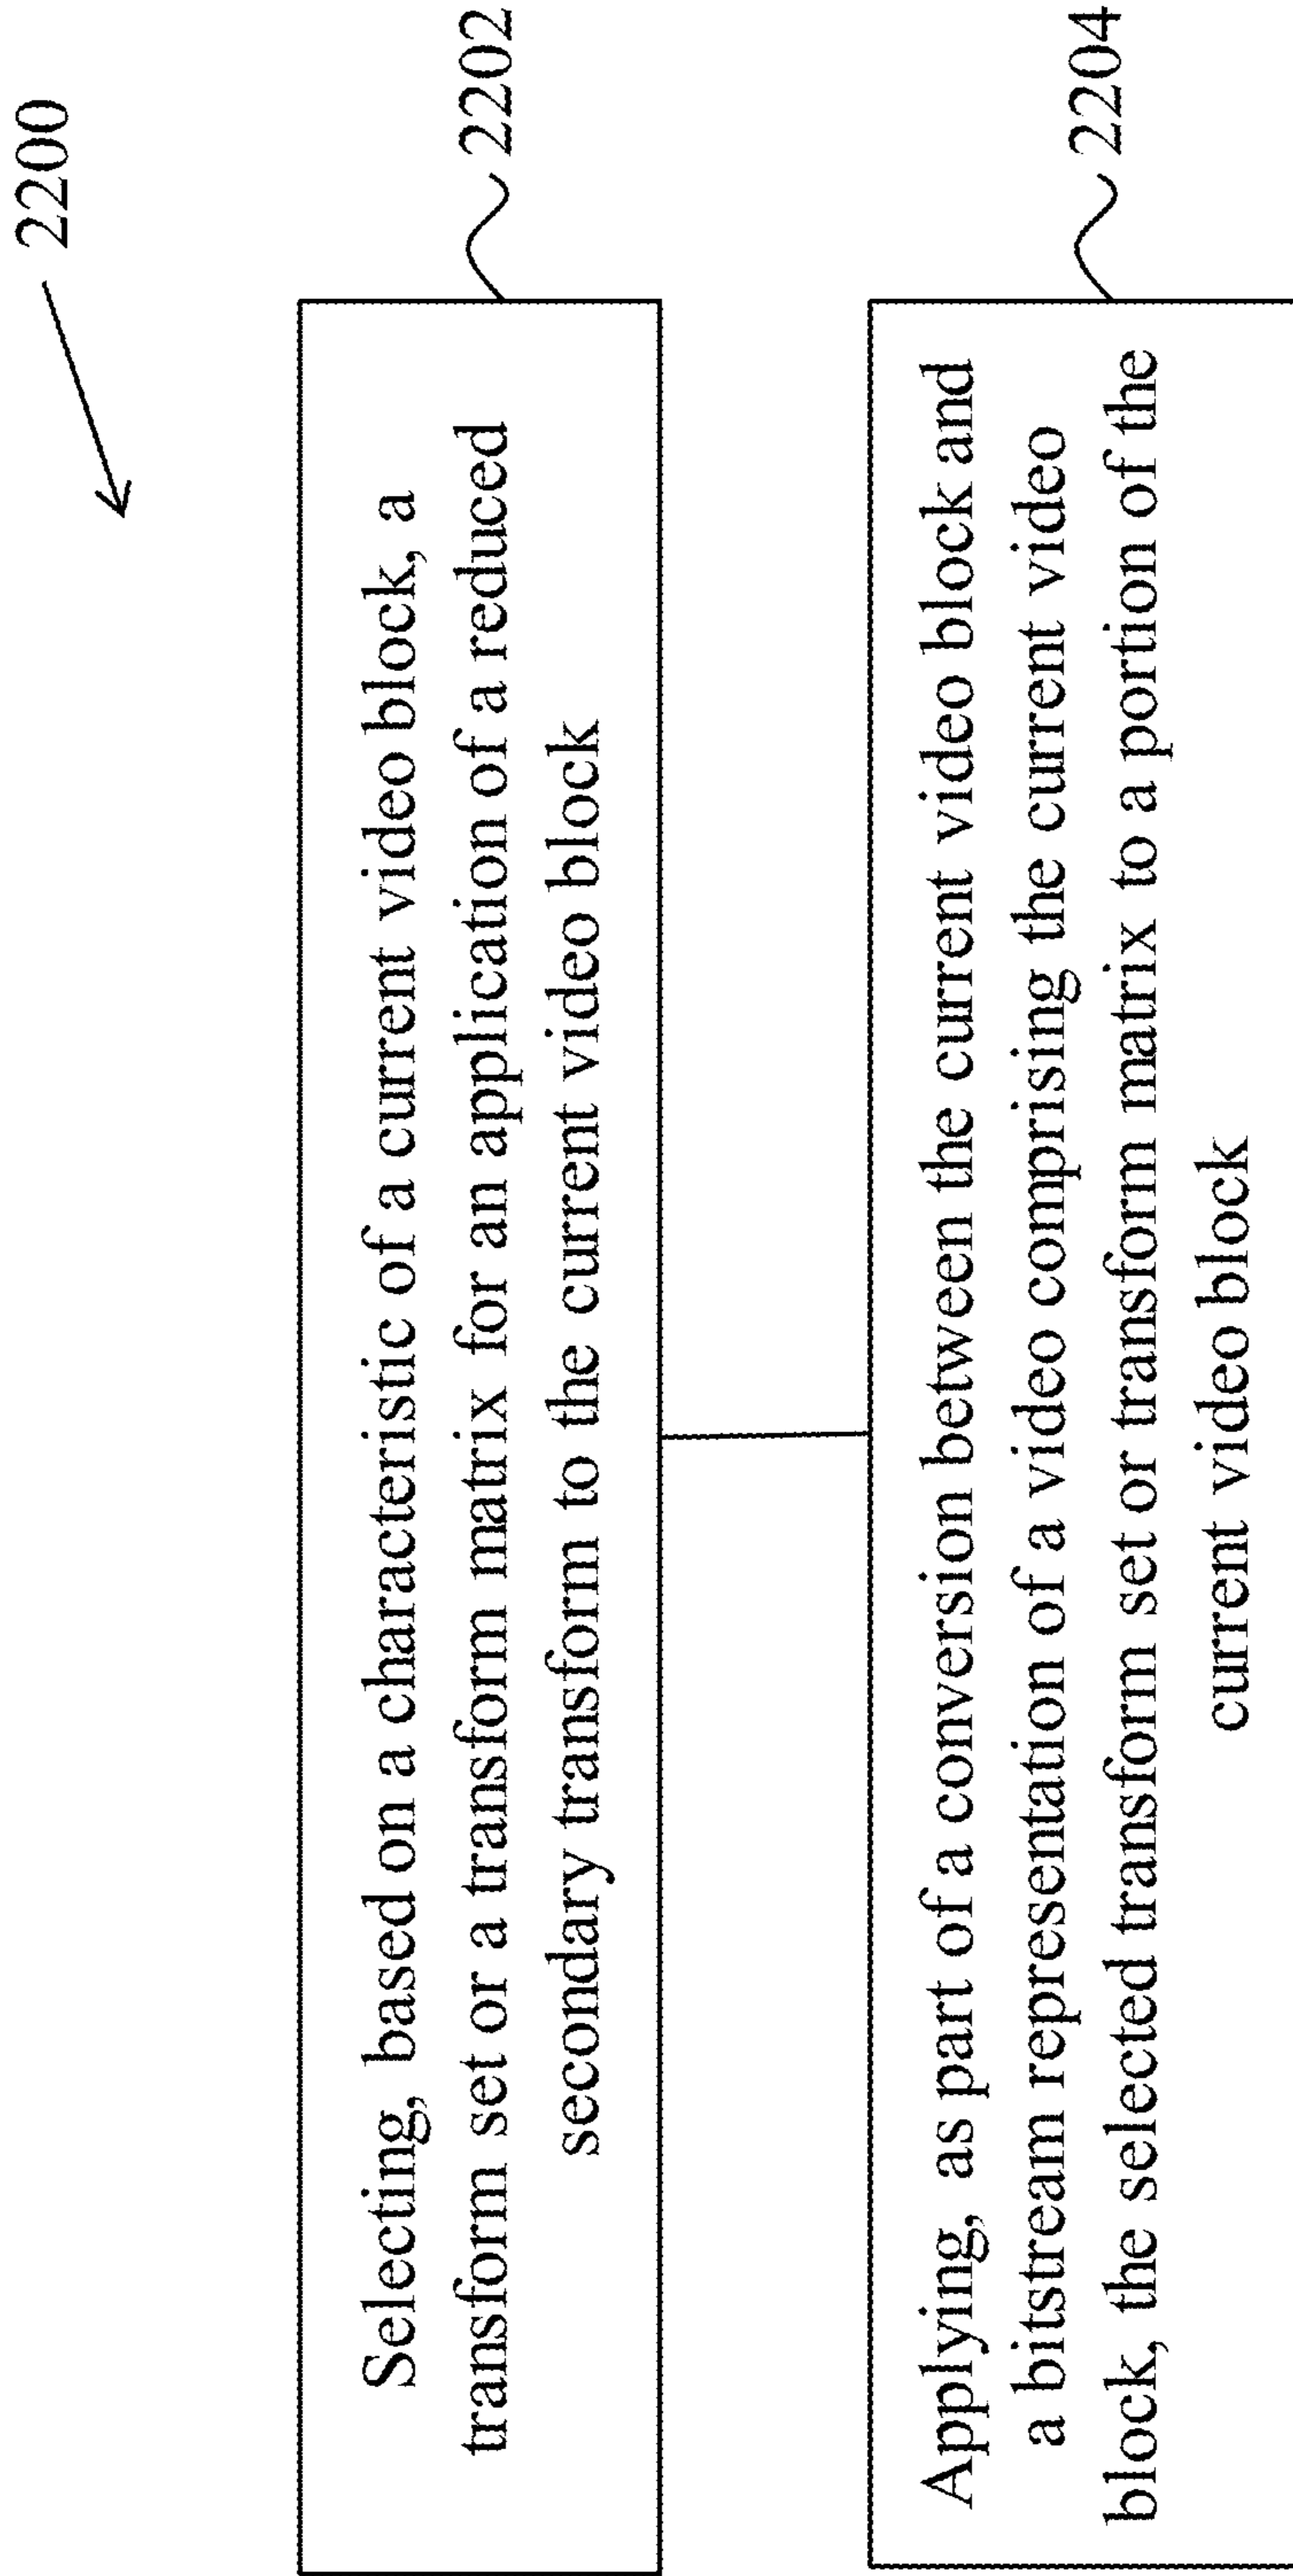 2200
Selecting, based on a characteristic of a current video block, a
transform set or a transform matrix for an application of a reduced
secondary transform to the current video block
2202
Applying, as part of a conversion between the current video block and
a bitstream representation of a video comprising the current video
block, the selected transform set or transform matrix to a portion of the
current video block
2204